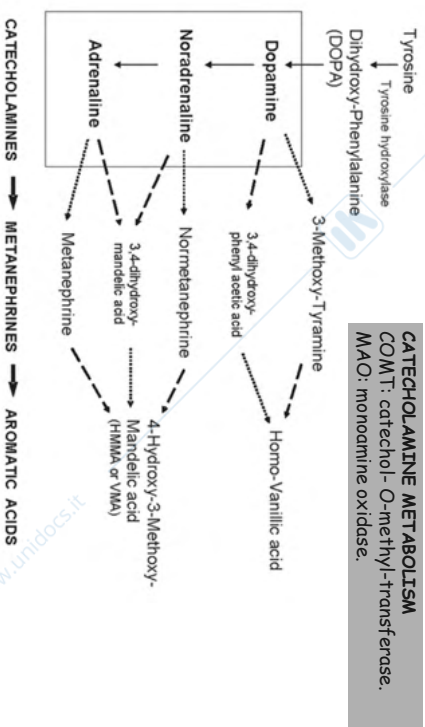 CATECHOLAMINE METABOLISM
COMT: catechol- O-methyl-transferase.
MAO: monoamine oxidase.
Tyrosine
Tyrosine hydroxylase
Dihydroxy-Phenylalanine
(DOPA)
Dopamine
3-Methoxy-Tyramine
3,4-dihydroxy-
phenyl acetic acid
Homo-Vanillic acid
Noradrenaline
Normetanephrine
3,4-dihydroxy-
mandelic acid
4-Hydroxy-3-Methoxy-
Mandelic acid
(HMMA or VMA)
Adrenaline
Metanephrine
CATECHOLAMINES
METANEPHRINES
AROMATIC ACIDS
w.unidocs.it